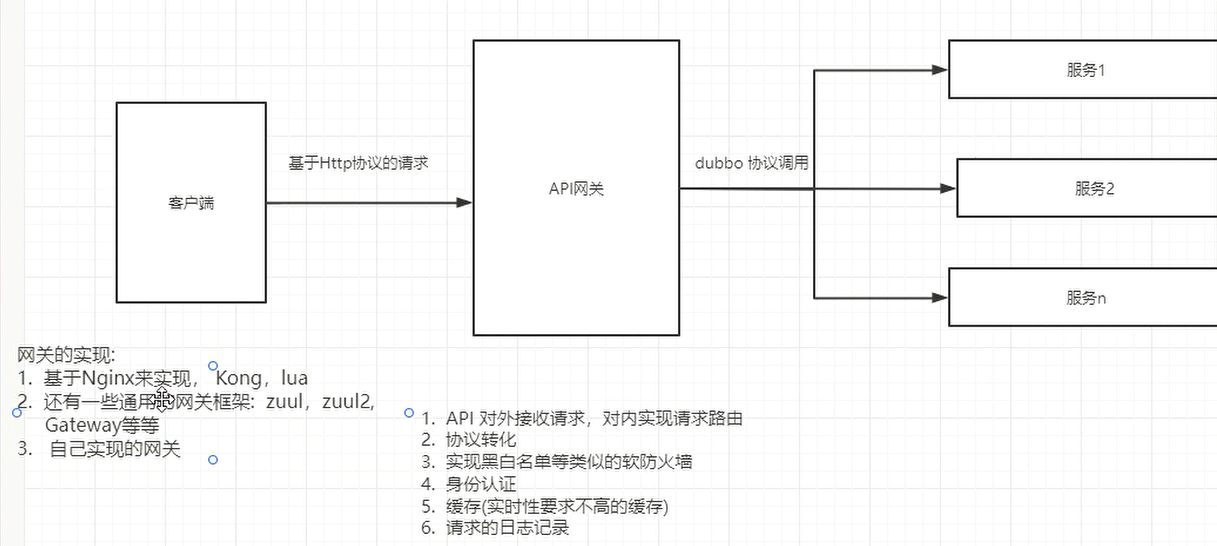 服务1
基于Http协议的请求
dubbo 协议调用
客户端
API网关
服务2
服务n
网关的实现:
1. 基于Nginx来实现， Kong，lua
2. 还有一些通用 网关框架: zuul，zuul2,
Gateway等等
3. 自己实现的网关
1. API 对外接收请求，对内实现请求路由
2. 协议转化
3. 实现黑白名单等类似的软防火墙
4. 身份认证
5. 缓存(实时性要求不高的缓存)
6. 请求的日志记录